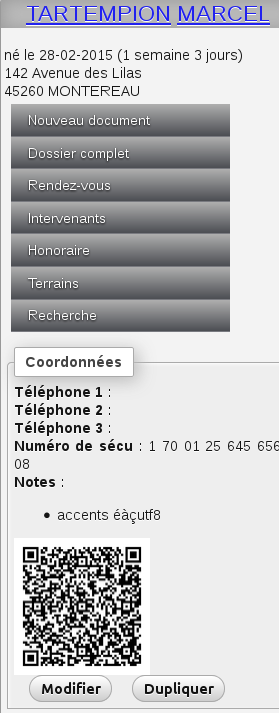 TARTEMPION MARCEL
né le 28-02-2015 (1 semaine 3 jours)
142 Avenue des Lilas
45260 MONTEREAU
Nouveau document
Dossier complet
Rendez-vous
Intervenants
Honoraire
Terrains
Recherche
Coordonnées
Téléphone 1 :
Téléphone 2 :
Téléphone 3 :
Numéro de sécu : 1 70 01 25 645 656
08
Notes :
• accents éàçutf8
Modifier Dupliquer